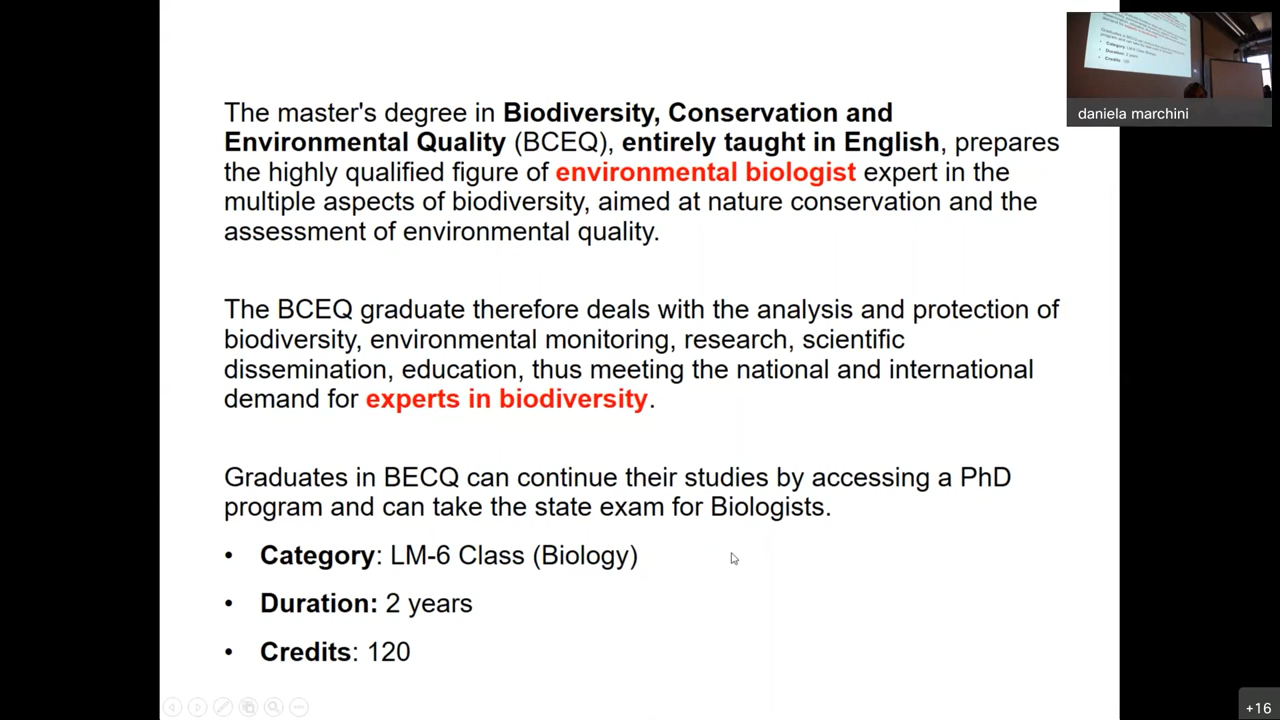 The master's degree in Biodiversity, Conservation and
Environmental Quality (BCEQ), entirely taught in English, prepares
the highly qualified figure of environmental biologist expert in the
multiple aspects of biodiversity, aimed at nature conservation and the
assessment of environmental quality.
The BCEQ graduate therefore deals with the analysis and protection of
biodiversity, environmental monitoring, research, scientific
dissemination, education, thus meeting the national and international
demand for experts in biodiversity.
Graduates in BECQ can continue their studies by accessing a PhD
program and can take the state exam for Biologists.
• Category: LM-6 Class (Biology)
• Duration: 2 years
• Credits: 120
daniela marchini
+16